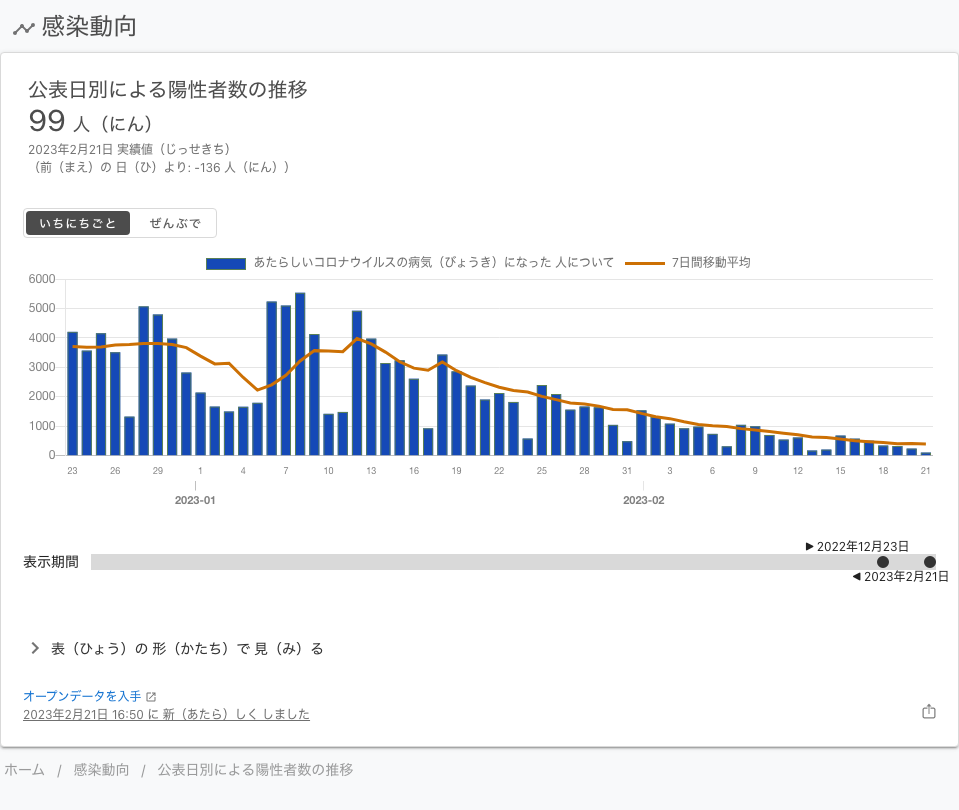 感染動向
公表日別による陽性者数の推移
99 人（にん）
2023年2月21日 実績値（じっせきち）
（前（まえ）の 日（ひ）より: -136 人（にん））
いちにちごと ぜんぶで
あたらしいコロナウイルスの病気（びょうき）になった 人について 7日間移動平均
6000
5000
4000
3000
2000
1000
0
23 26 29 1 4 7 10 13 16 19 22 25 28 31 3 6 9 12 15 18 21
2023-01 2023-02
▶ 2022年12月23日
表示期間
◀ 2023年2月21日
表（ひょう）の 形（かたち）で 見（み）る
オープンデータを入手
2023年2月21日 16:50 に 新（あたら）しく しました
ホーム / 感染動向 / 公表日別による陽性者数の推移